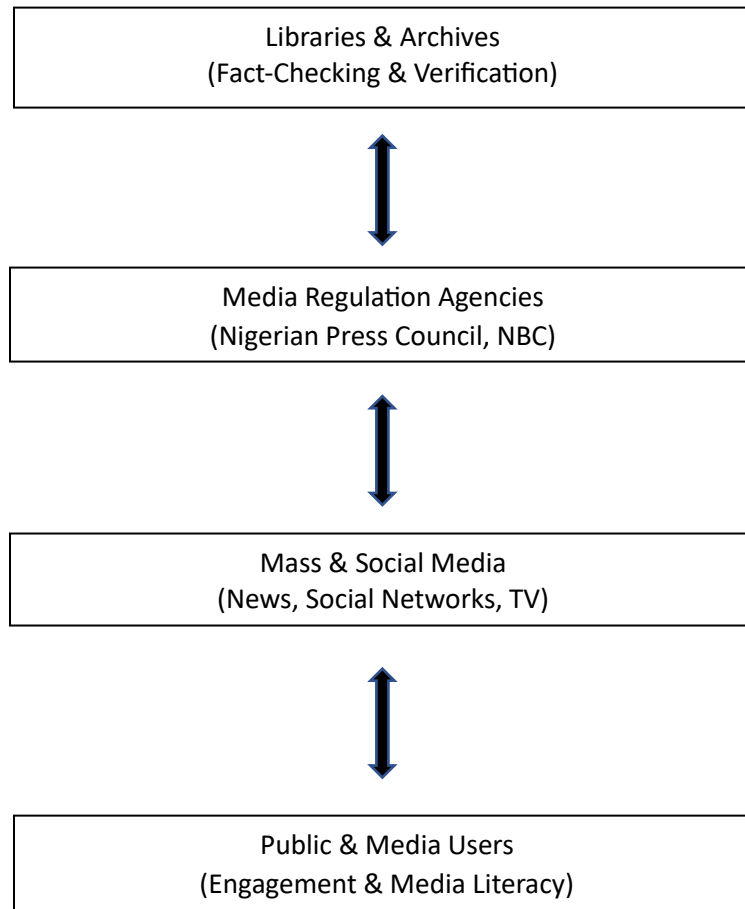 Libraries & Archives
(Fact-Checking & Verification)
Media Regulation Agencies
(Nigerian Press Council, NBC)
Mass & Social Media
(News, Social Networks, TV)
Public & Media Users
(Engagement & Media Literacy)